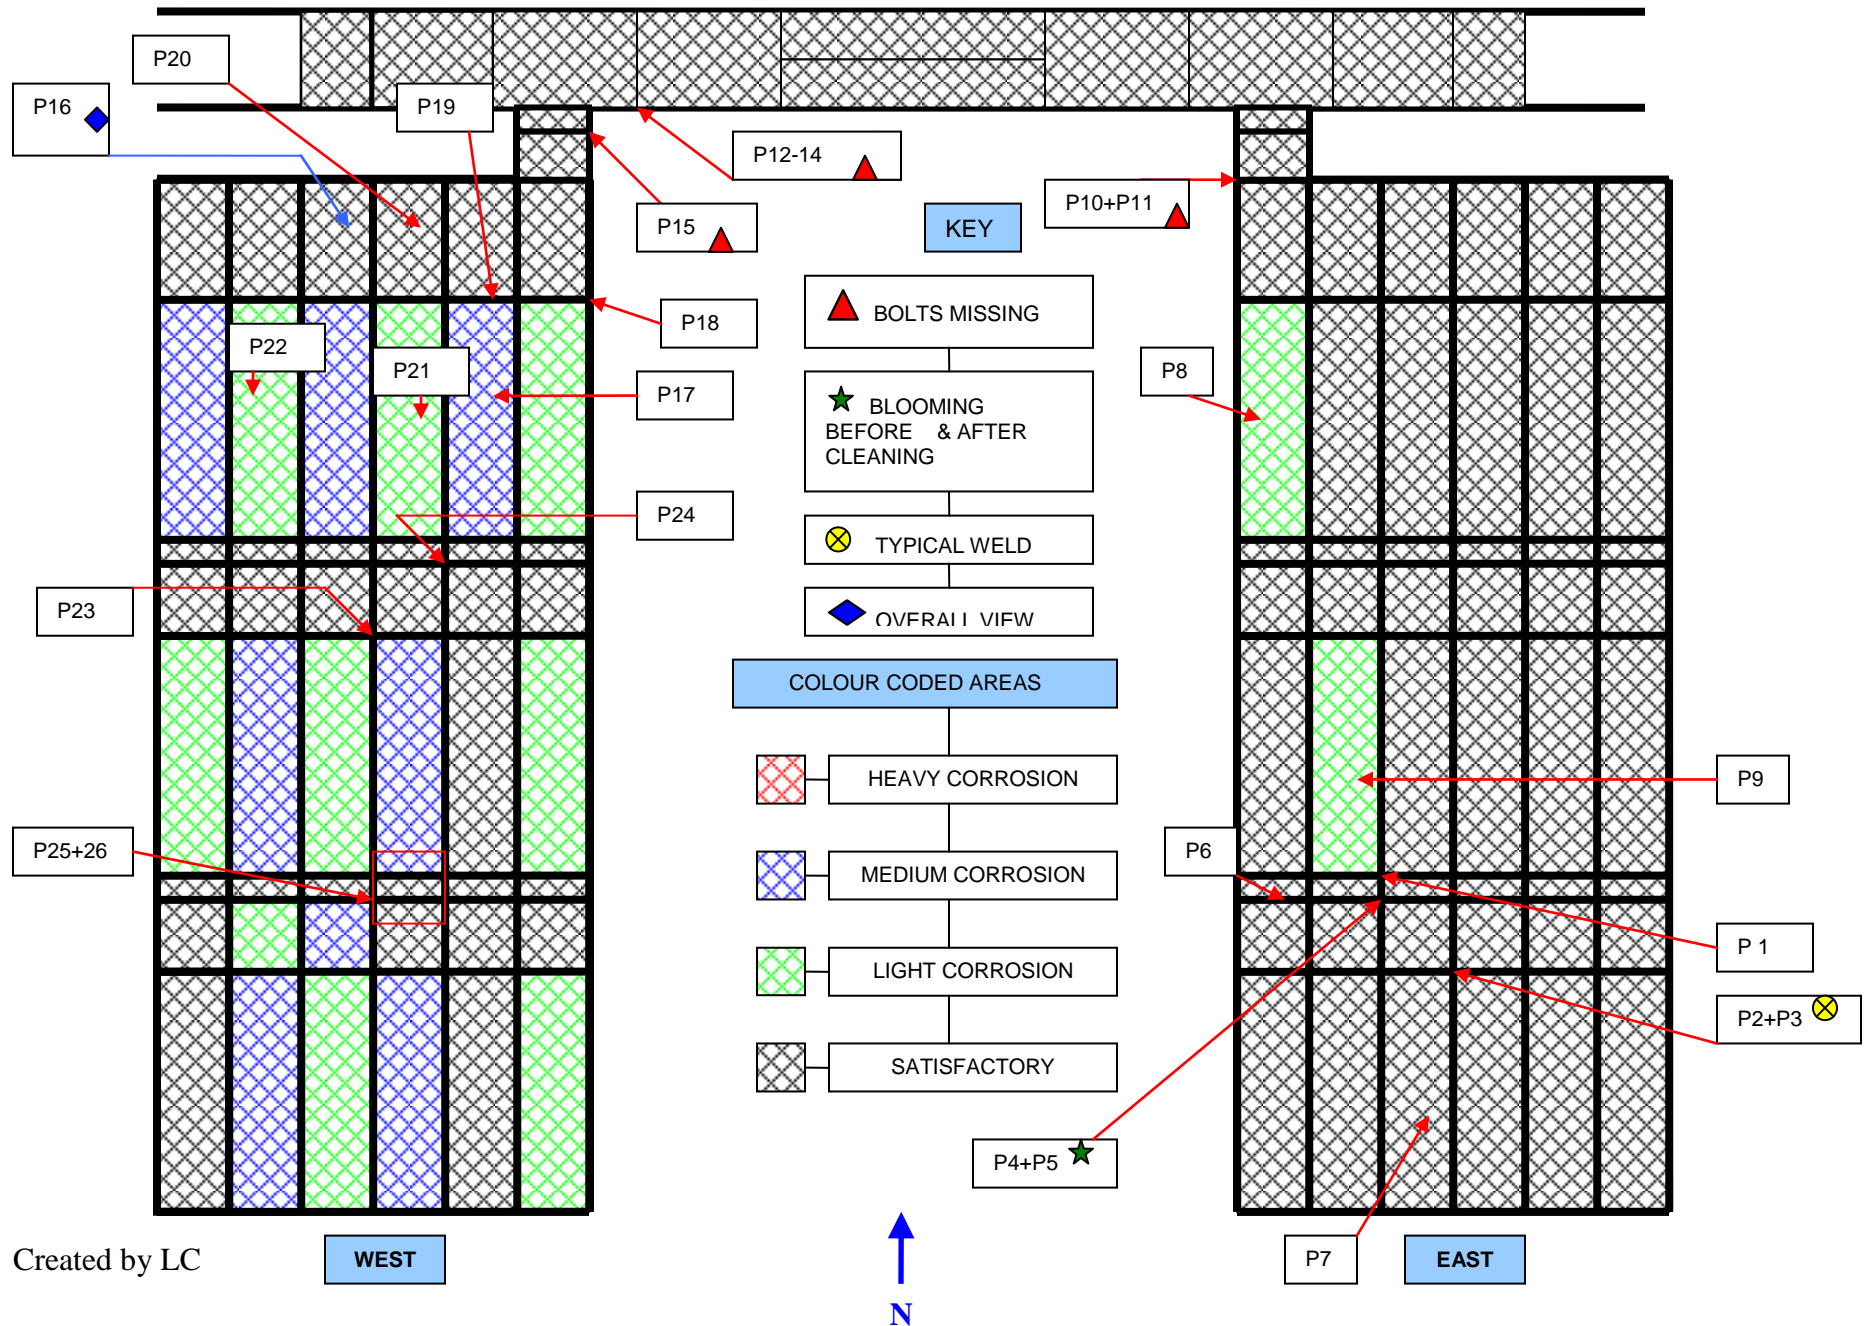 P20
P16
P19
P12-14
P10+P11
P15
KEY
BOLTS MISSING
P18
P22
P21
P8
P17
BLOOMING
BEFORE & AFTER
CLEANING
P24
TYPICAL WELD
P23
OVERALL VIEW
COLOUR CODED AREAS
HEAVY CORROSION
P9
P25+26
P6
MEDIUM CORROSION
P 1
LIGHT CORROSION
P2+P3
SATISFACTORY
P4+P5
Created by LC
WEST
P7
EAST
N